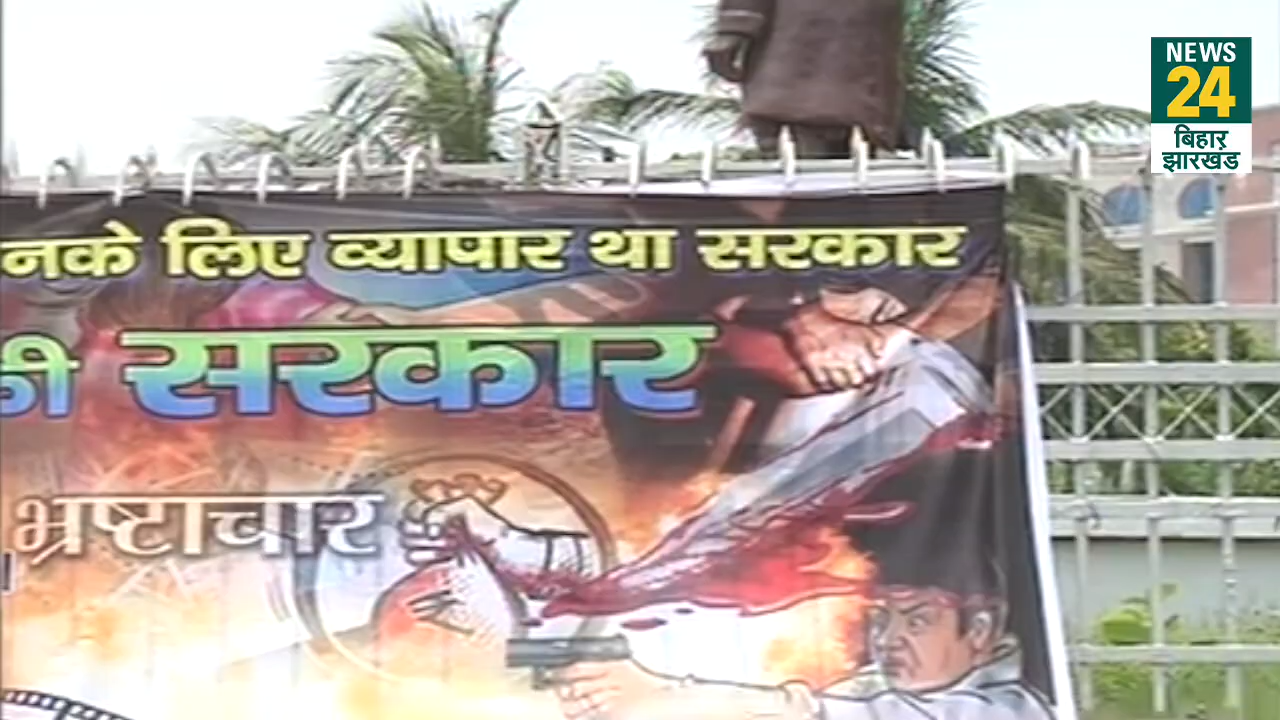 NEWS
24
बिहार
झारखंड
नके लिए व्यापार था सरकार
की सरकार
भ्रष्टाचार